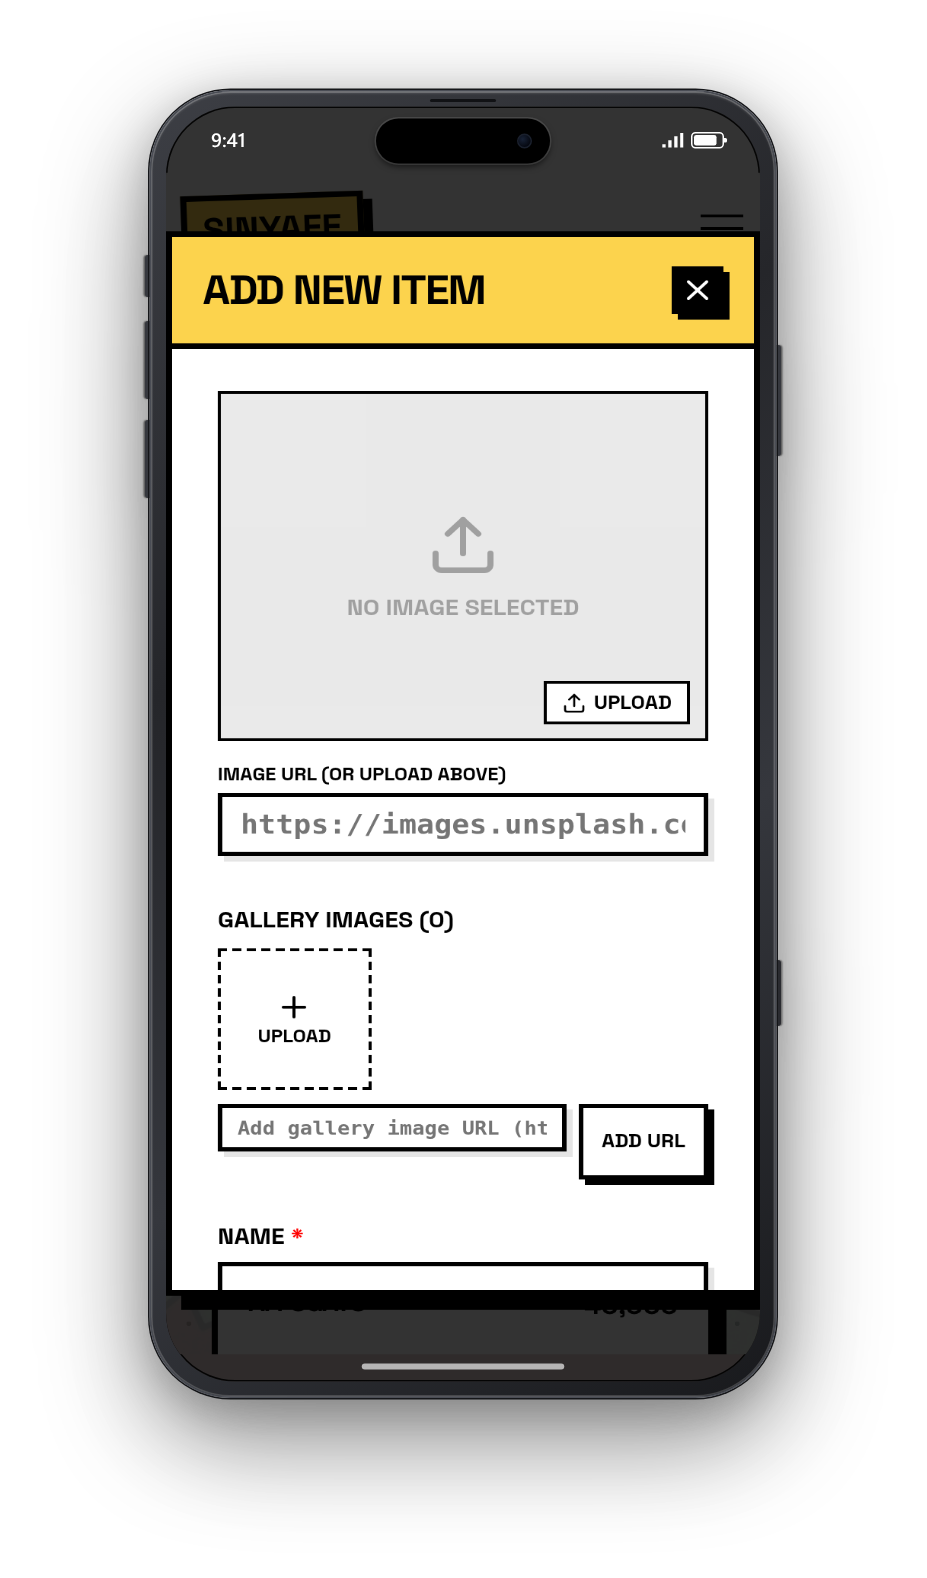 9:41
SINYAFF
ADD NEW ITEM
NO IMAGE SELECTED
UPLOAD
IMAGE URL (OR UPLOAD ABOVE)
https://images.unsplash.c
GALLERY IMAGES (0)
UPLOAD
Add gallery image URL (ht
ADD URL
NAME *